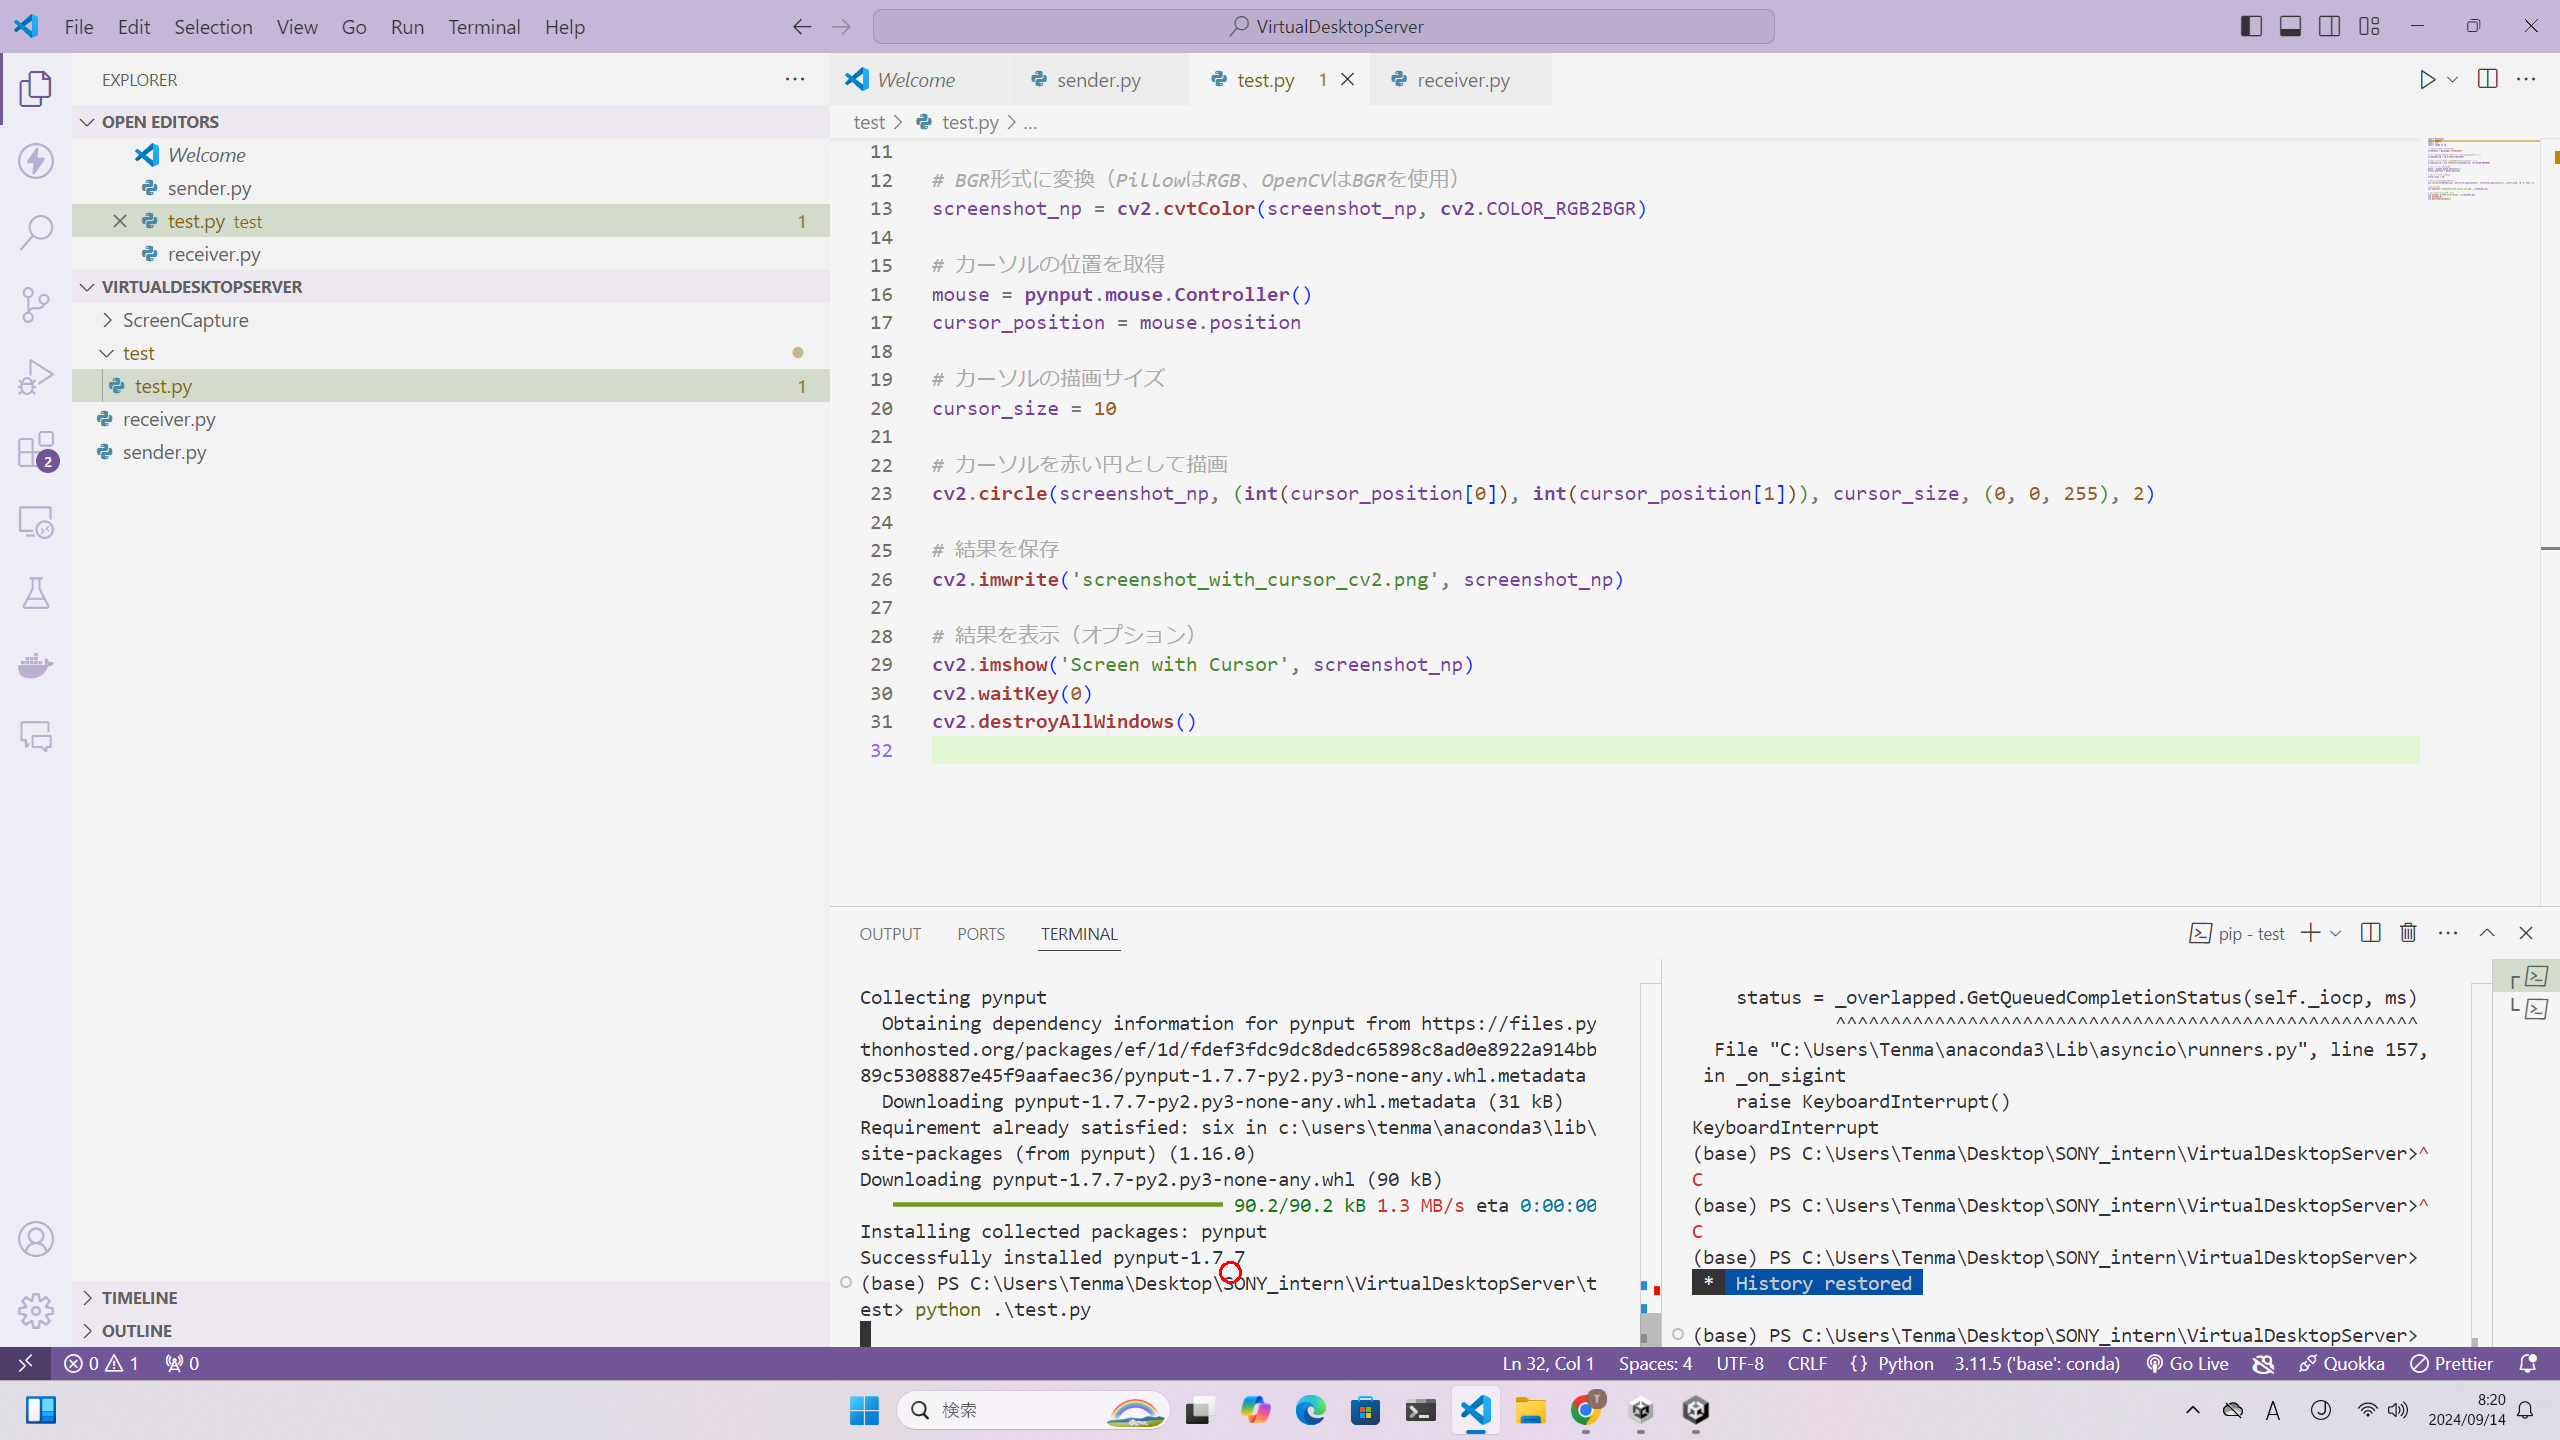 File Edit Selection View Go Run Terminal Help
VirtualDesktopServer
EXPLORER
OPEN EDITORS
Welcome
sender.py
test.py test 1
receiver.py
VIRTUALDESKTOPSERVER
ScreenCapture
test
test.py 1
receiver.py
sender.py
2
TIMELINE
OUTLINE
Welcome sender.py test.py 1 receiver.py
test > test.py > ...
11
12 # BGR形式に変換（PillowはRGB、OpenCVはBGRを使用）
13 screenshot_np = cv2.cvtColor(screenshot_np, cv2.COLOR_RGB2BGR)
14
15 # カーソルの位置を取得
16 mouse = pynput.mouse.Controller()
17 cursor_position = mouse.position
18
19 # カーソルの描画サイズ
20 cursor_size = 10
21
22 # カーソルを赤い円として描画
23 cv2.circle(screenshot_np, (int(cursor_position[0]), int(cursor_position[1])), cursor_size, (0, 0, 255), 2)
24
25 # 結果を保存
26 cv2.imwrite('screenshot_with_cursor_cv2.png', screenshot_np)
27
28 # 結果を表示（オプション）
29 cv2.imshow('Screen with Cursor', screenshot_np)
30 cv2.waitKey(0)
31 cv2.destroyAllWindows()
32
OUTPUT PORTS TERMINAL
pip - test
Collecting pynput
Obtaining dependency information for pynput from https://files.py
thonhosted.org/packages/ef/1d/fdef3fdc9dc8dedc65898c8ad0e8922a914bb
89c5308887e45f9aafaec36/pynput-1.7.7-py2.py3-none-any.whl.metadata
Downloading pynput-1.7.7-py2.py3-none-any.whl.metadata (31 kB)
Requirement already satisfied: six in c:\users\tenma\anaconda3\lib\
site-packages (from pynput) (1.16.0)
Downloading pynput-1.7.7-py2.py3-none-any.whl (90 kB)
90.2/90.2 kB 1.3 MB/s eta 0:00:00
Installing collected packages: pynput
Successfully installed pynput-1.7.7
(base) PS C:\Users\Tenma\Desktop\SONY_intern\VirtualDesktopServer\t
est> python .\test.py
status = _overlapped.GetQueuedCompletionStatus(self._iocp, ms)
^^^^^^^^^^^^^^^^^^^^^^^^^^^^^^^^^^^^^^^^^^^^^^^^^^^^^
File "C:\Users\Tenma\anaconda3\Lib\asyncio\runners.py", line 157,
in _on_sigint
raise KeyboardInterrupt()
KeyboardInterrupt
(base) PS C:\Users\Tenma\Desktop\SONY_intern\VirtualDesktopServer>^
C
(base) PS C:\Users\Tenma\Desktop\SONY_intern\VirtualDesktopServer>^
C
(base) PS C:\Users\Tenma\Desktop\SONY_intern\VirtualDesktopServer>
* History restored
(base) PS C:\Users\Tenma\Desktop\SONY_intern\VirtualDesktopServer>
0 1 0
Ln 32, Col 1 Spaces: 4 UTF-8 CRLF {} Python 3.11.5 ('base': conda) Go Live Quokka Prettier
検索
T
A
8:20
2024/09/14